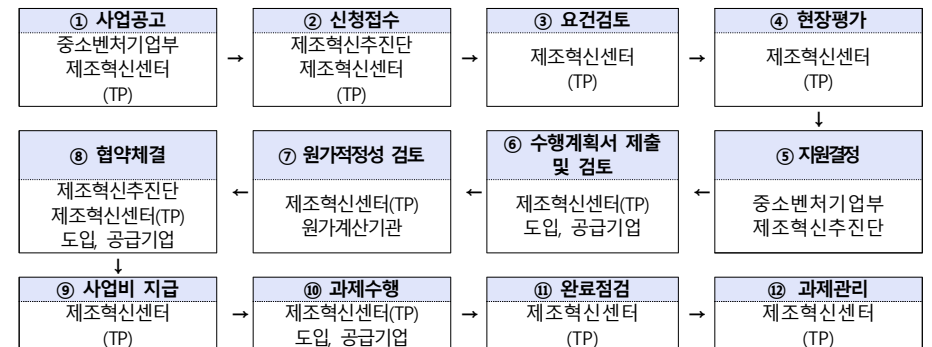 ① 사업공고
중소벤처기업부
제조혁신센터
(TP)
→
② 신청접수
제조혁신추진단
제조혁신센터
(TP)
→
③ 요건검토
제조혁신센터
(TP)
→
④ 현장평가
제조혁신센터
(TP)
↓
⑤ 지원결정
중소벤처기업부
제조혁신추진단
←
⑥ 수행계획서 제출
및 검토
제조혁신센터(TP)
도입, 공급기업
←
⑦ 원가적정성 검토
제조혁신센터(TP)
원가계산기관
←
⑧ 협약체결
제조혁신추진단
제조혁신센터(TP)
도입, 공급기업
↓
⑨ 사업비 지급
제조혁신센터
(TP)
→
⑩ 과제수행
제조혁신센터(TP)
도입, 공급기업
→
⑪ 완료점검
제조혁신센터
(TP)
→
⑫ 과제관리
제조혁신센터
(TP)